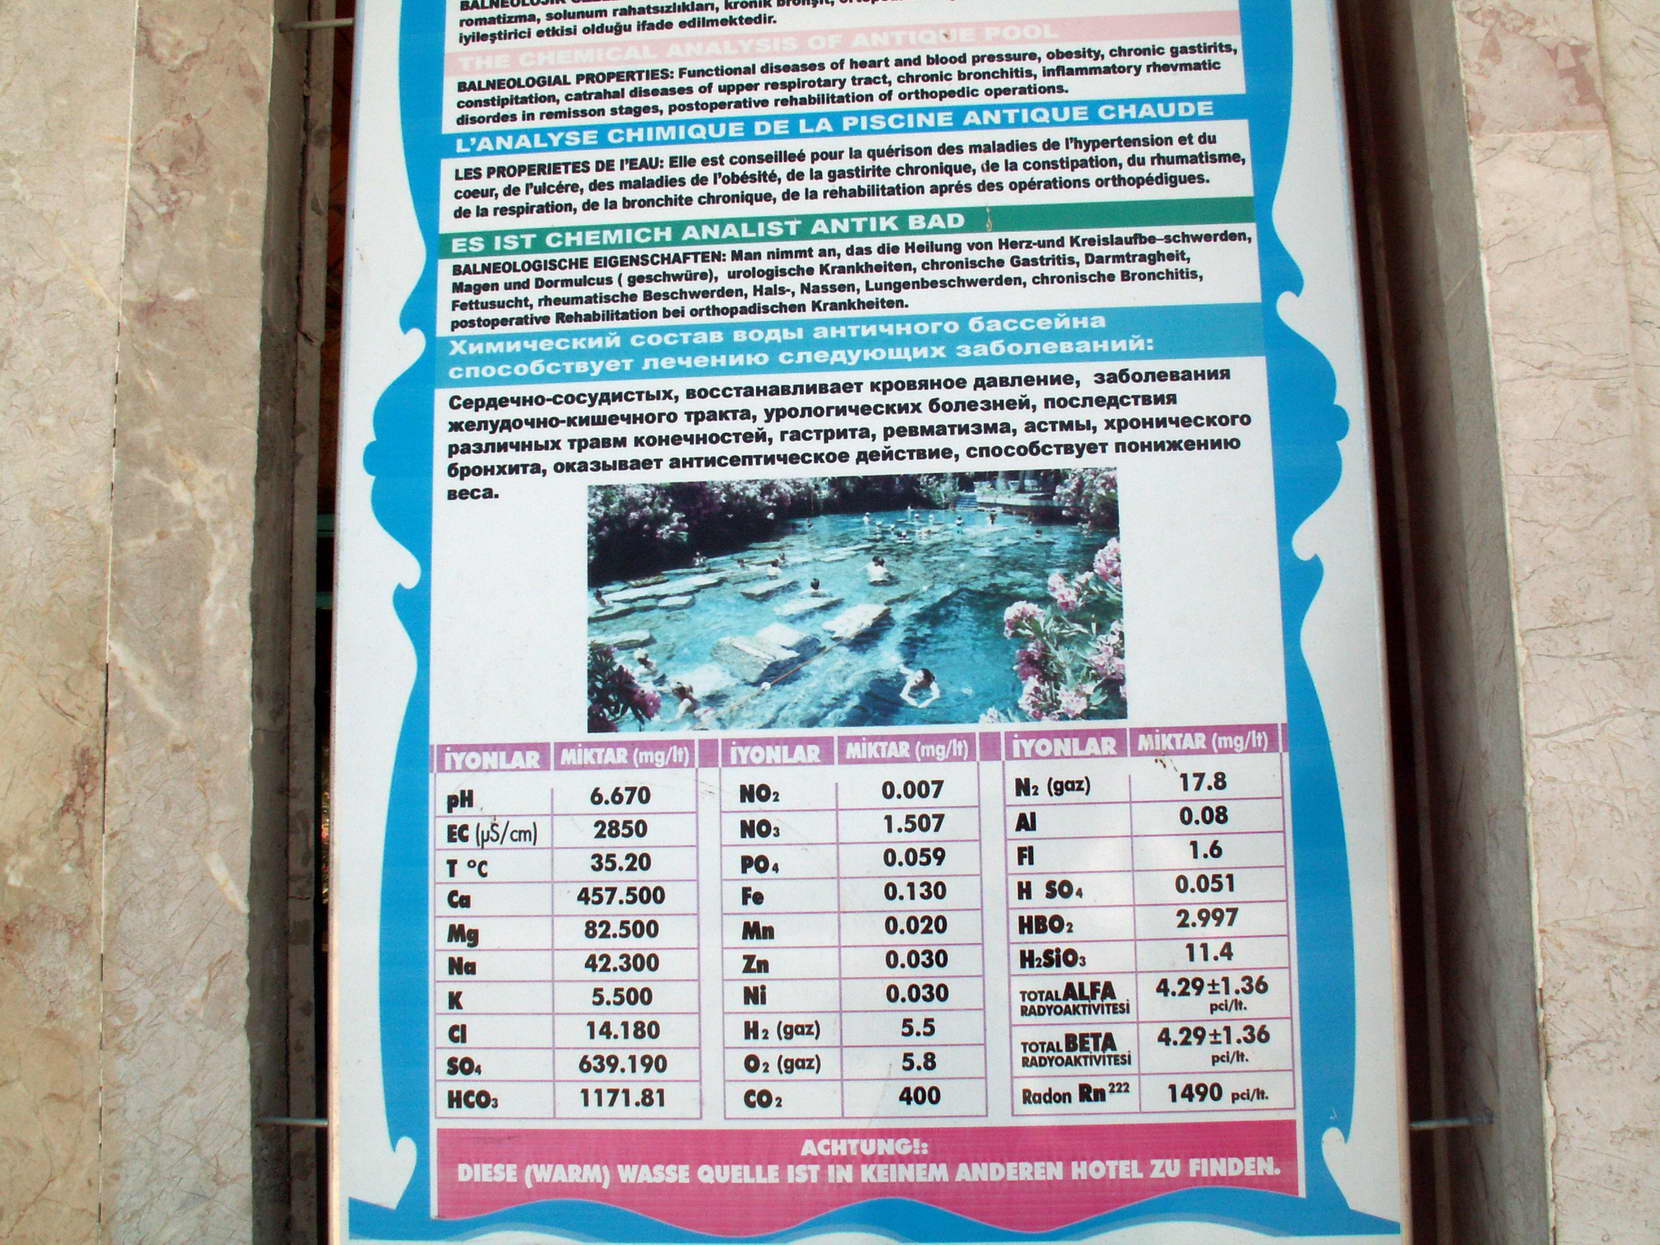 romatizma, solunum rahatsızlıkları, kronik bronşit,
iyileştirici etkisi olduğu ifade edilmektedir.
THE CHEMICAL ANALYSIS OF ANTIQUE POOL
BALNEOLOGIAL PROPERTIES: Functional diseases of heart and blood pressure, obesity, chronic gastirits,
constipitation, catrahal diseases of upper respirotary tract, chronic bronchitis, inflammatory rhevmatic
disordes in remisson stages, postoperative rehabilitation of orthopedic operations.
L'ANALYSE CHIMIQUE DE LA PISCINE ANTIQUE CHAUDE
LES PROPERIETES DE l'EAU: Elle est conseilleé pour la quérison des maladies de l'hypertension et du
coeur, de l'ulcére, des maladies de l'obésité, de la gastirite chronique, de la constipation, du rhumatisme,
de la respiration, de la bronchite chronique, de la rehabilitation aprés des opérations orthopédigues.
ES IST CHEMICH ANALIST ANTIK BAD
BALNEOLOGISCHE EIGENSCHAFTEN: Man nimmt an, das die Heilung von Herz-und Kreislaufbe-schwerden,
Magen und Dormulcus ( geschwüre), urologische Krankheiten, chronische Gastritis, Darmtragheit,
Fettusucht, rheumatische Beschwerden, Hals-, Nassen, Lungenbeschwerden, chronische Bronchitis,
postoperative Rehabilitation bei orthopadischen Krankheiten.
Химический состав воды античного бассейна
способствует лечению следующих заболеваний:
Сердечно-сосудистых, восстанавливает кровяное давление, заболевания
желудочно-кишечного тракта, урологических болезней, последствия
различных травм конечностей, гастрита, ревматизма, астмы, хронического
бронхита, оказывает антисептическое действие, способствует понижению
веса.
İYONLAR MİKTAR (mg/lt) İYONLAR MİKTAR (mg/lt) İYONLAR MİKTAR (mg/lt)
pH 6.670 NO₂ 0.007 N₂ (gaz) 17.8
EC (µS/cm) 2850 NO₃ 1.507 Al 0.08
T °C 35.20 PO₄ 0.059 Fl 1.6
Ca 457.500 Fe 0.130 H SO₄ 0.051
Mg 82.500 Mn 0.020 HBO₂ 2.997
Na 42.300 Zn 0.030 H₂SiO₃ 11.4
K 5.500 Ni 0.030 TOTAL ALFA RADYOAKTİVİTESİ 4.29±1.36 pci/lt.
Cl 14.180 H₂ (gaz) 5.5 TOTAL BETA RADYOAKTİVİTESİ 4.29±1.36 pci/lt.
SO₄ 639.190 O₂ (gaz) 5.8 Radon Rn²²² 1490 pci/lt.
HCO₃ 1171.81 CO₂ 400
ACHTUNG!:
DIESE (WARM) WASSE QUELLE IST IN KEINEM ANDEREN HOTEL ZU FINDEN.